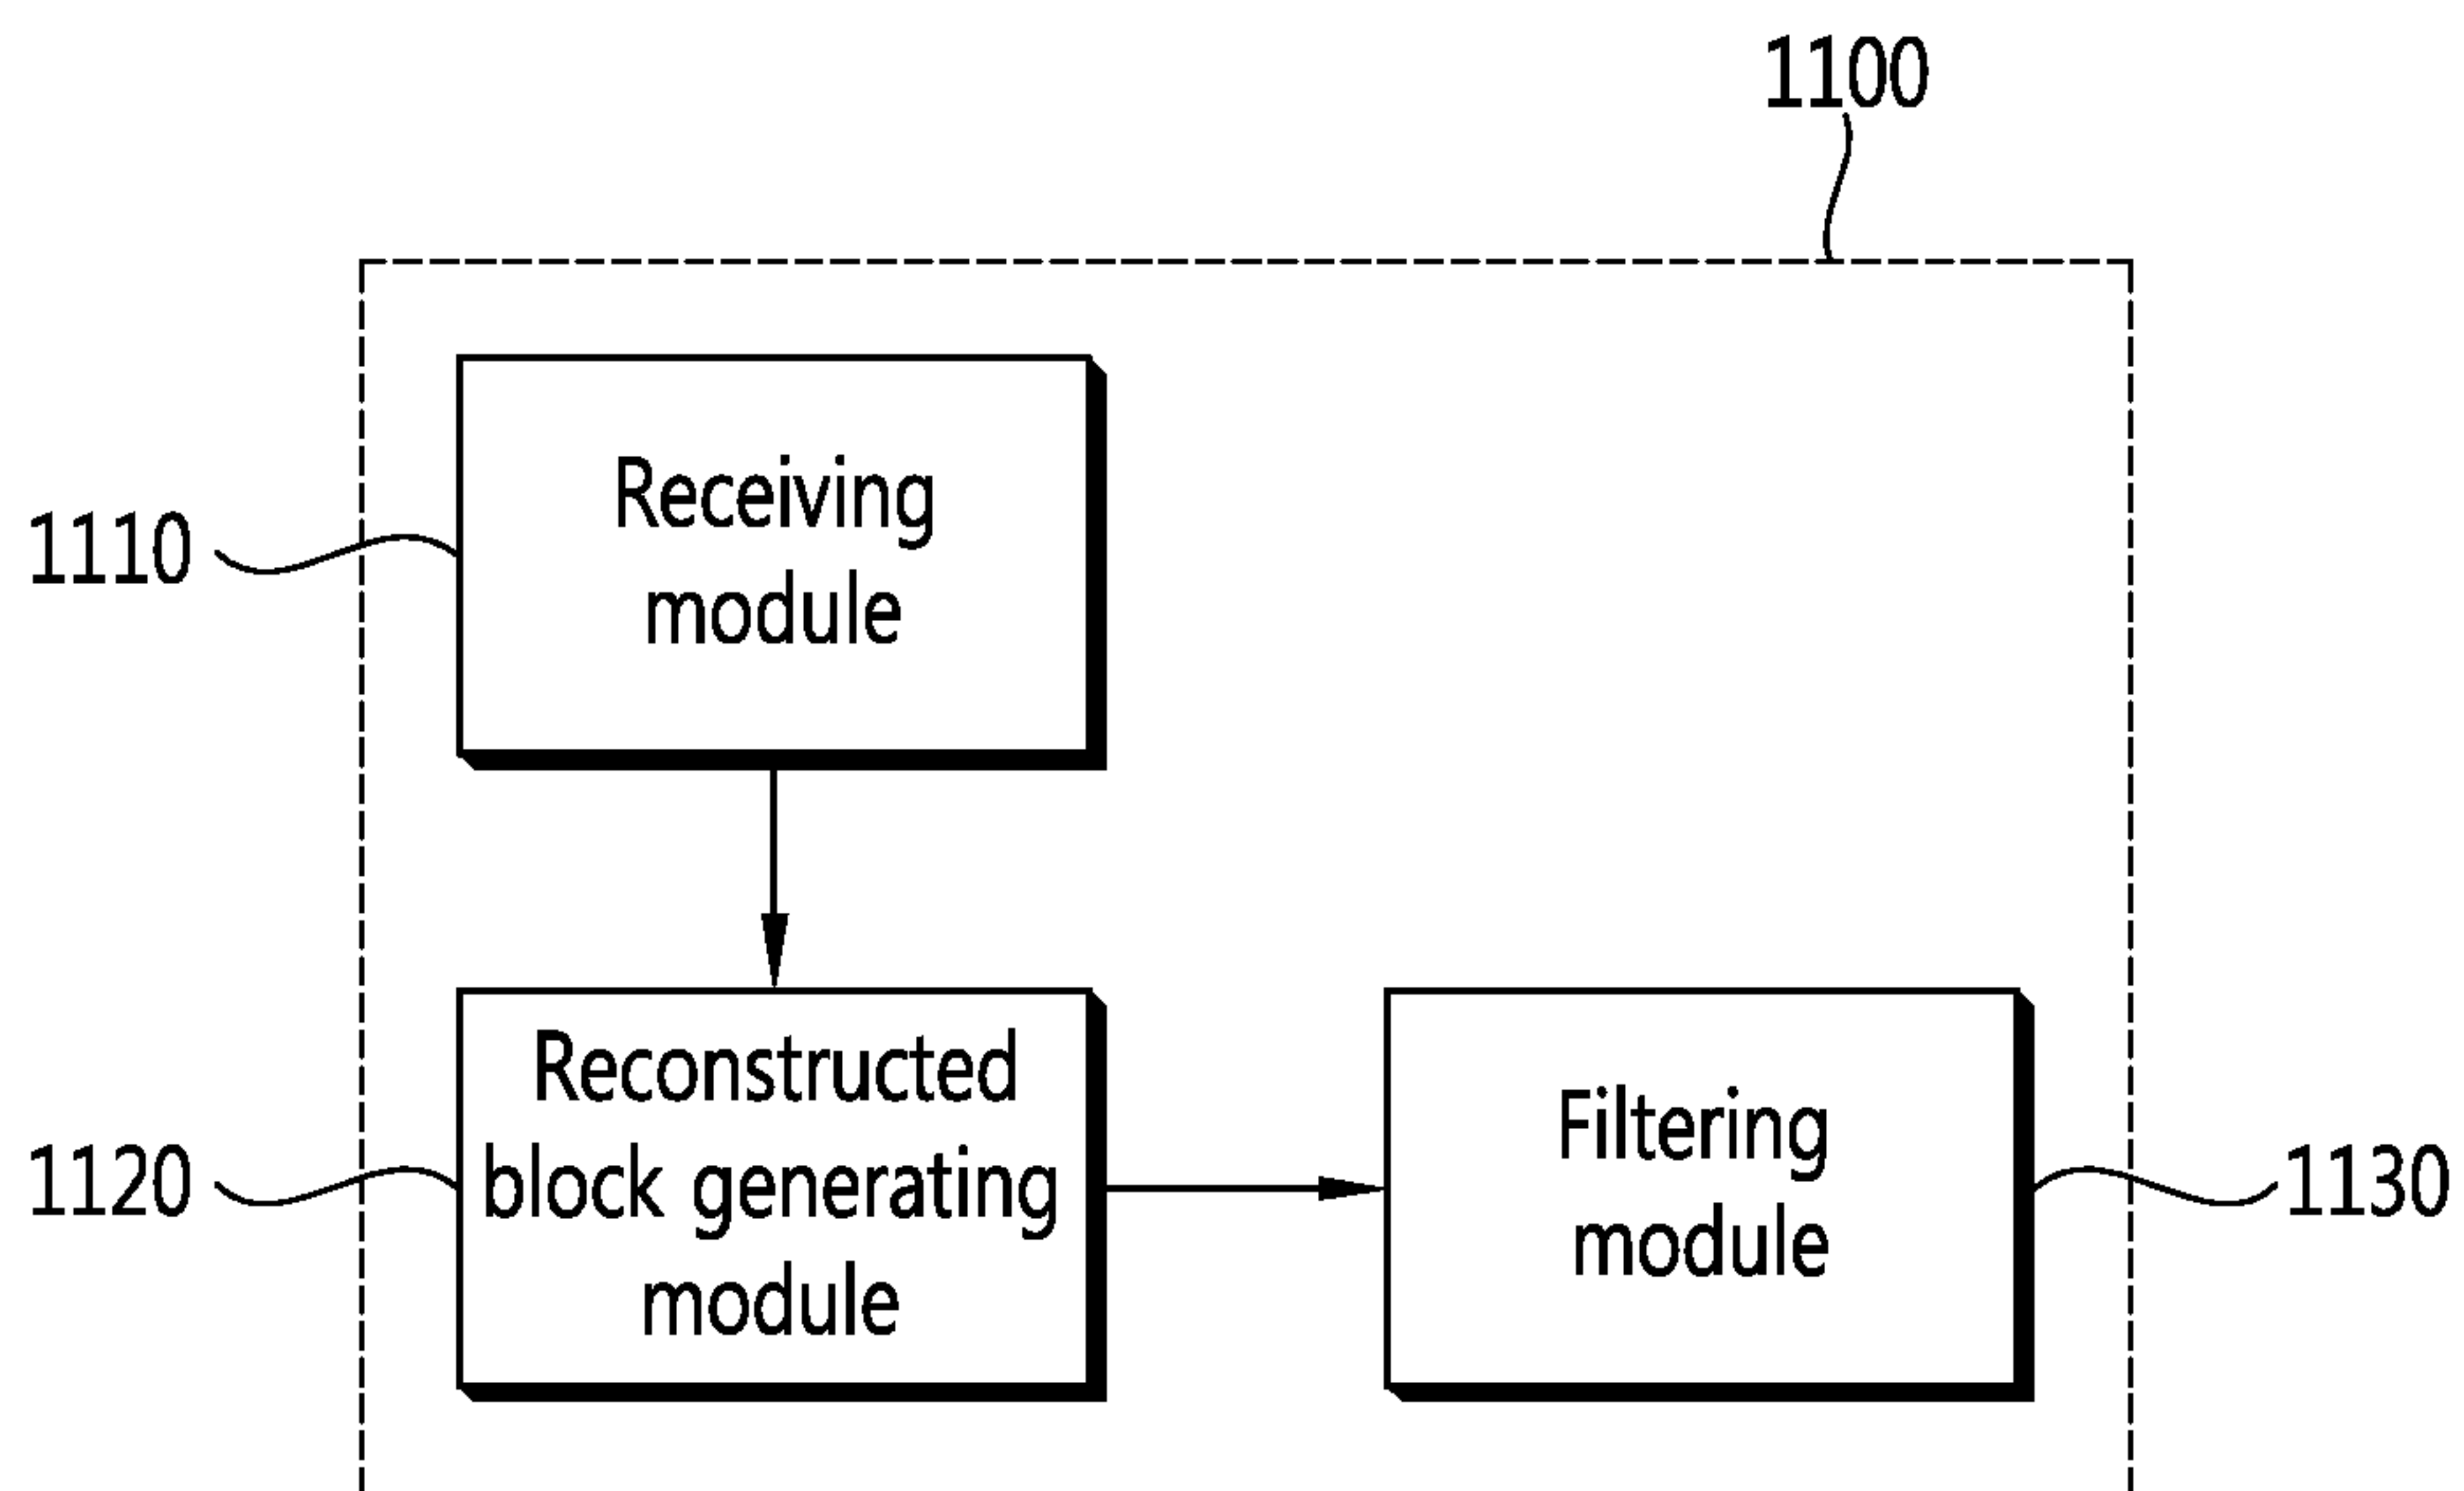 1100
Receiving
module
1110
Reconstructed
block generating
module
1120
Filtering
module
1130